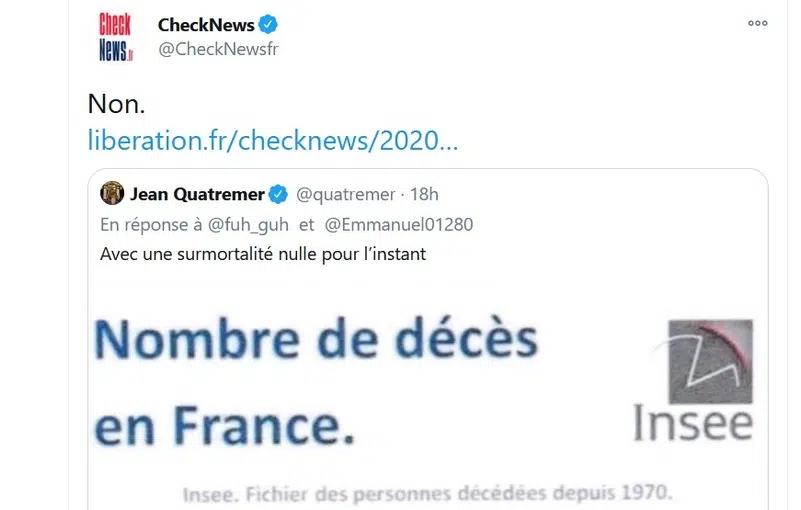 Check
News.fr
CheckNews
@CheckNewsfr
Non.
liberation.fr/checknews/2020...
Jean Quatremer @quatremer · 18h
En réponse à @fuh_guh et @Emmanuel01280
Avec une surmortalité nulle pour l’instant
Nombre de décès
en France.
Insee
Insee. Fichier des personnes décédées depuis 1970.